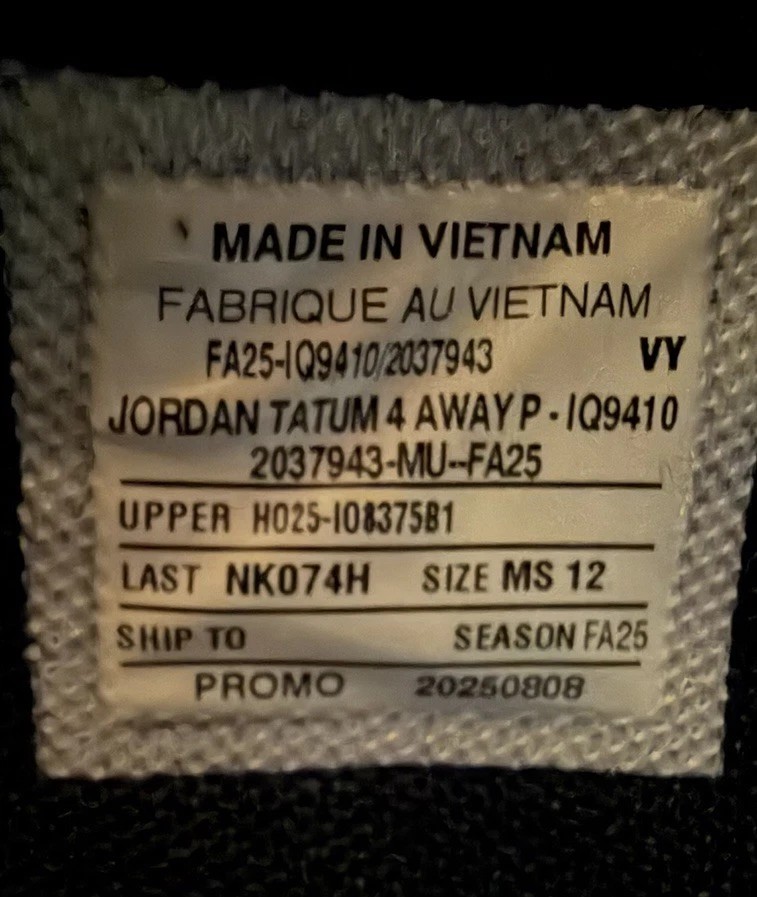 MADE IN VIETNAM
FABRIQUE AU VIETNAM
FA25-IQ9410/2037943 VY
JORDAN TATUM 4 AWAY P - IQ9410
2037943-MU--FA25
UPPER HO25-IO8375B1
LAST NK074H SIZE MS 12
SHIP TO SEASON FA25
PROMO 20250808